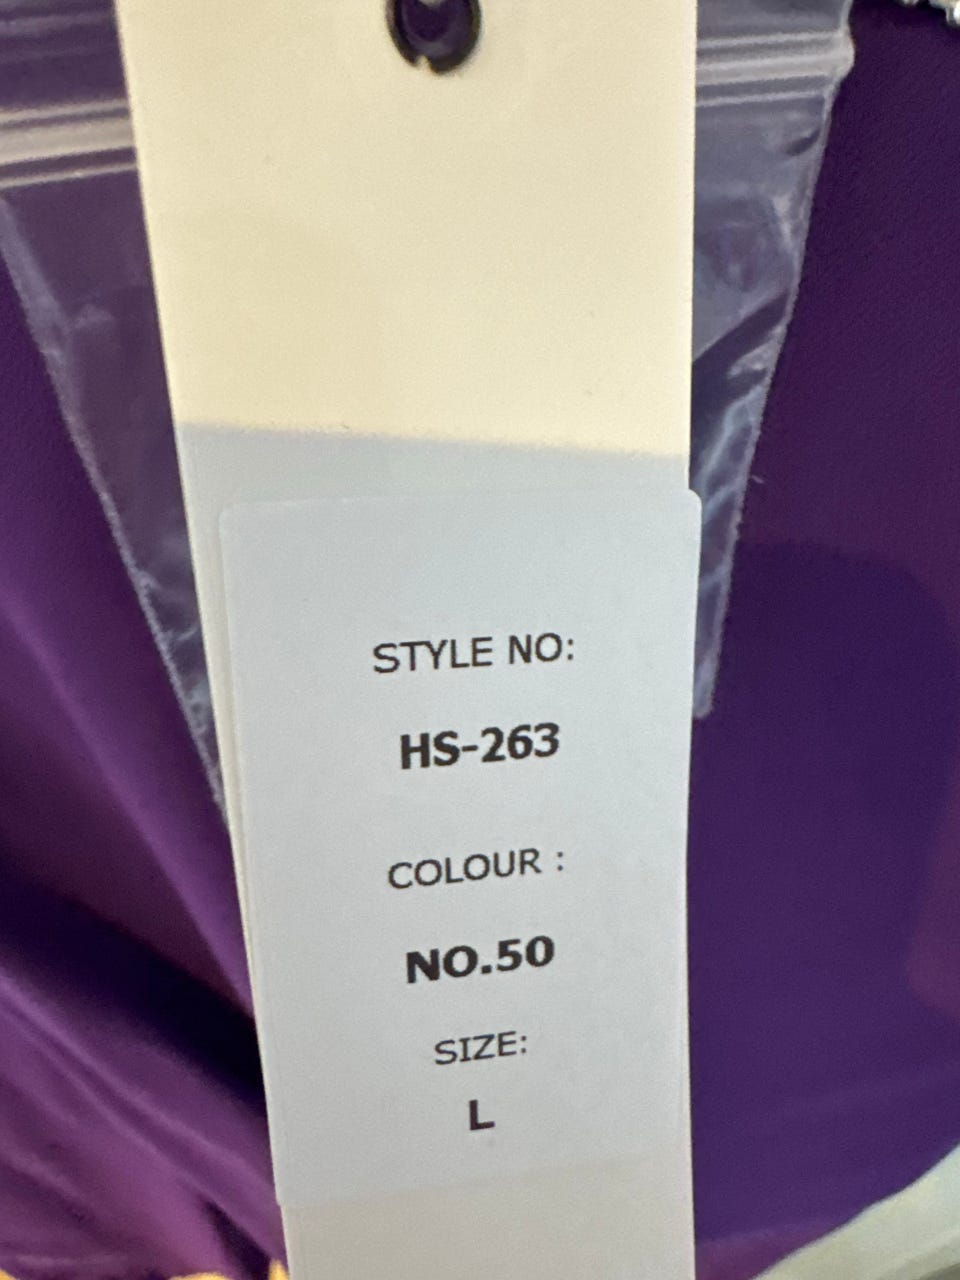 STYLE NO:
HS-263
COLOUR :
NO.50
SIZE:
L